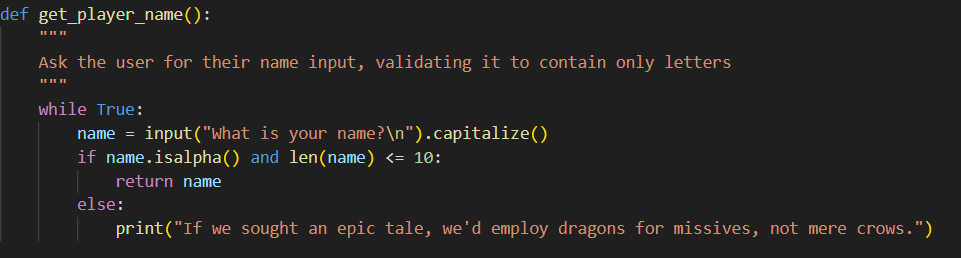 def get_player_name():
    """
    Ask the user for their name input, validating it to contain only letters
    """
    while True:
        name = input("What is your name?\n").capitalize()
        if name.isalpha() and len(name) <= 10:
            return name
        else:
            print("If we sought an epic tale, we'd employ dragons for missives, not mere crows.")